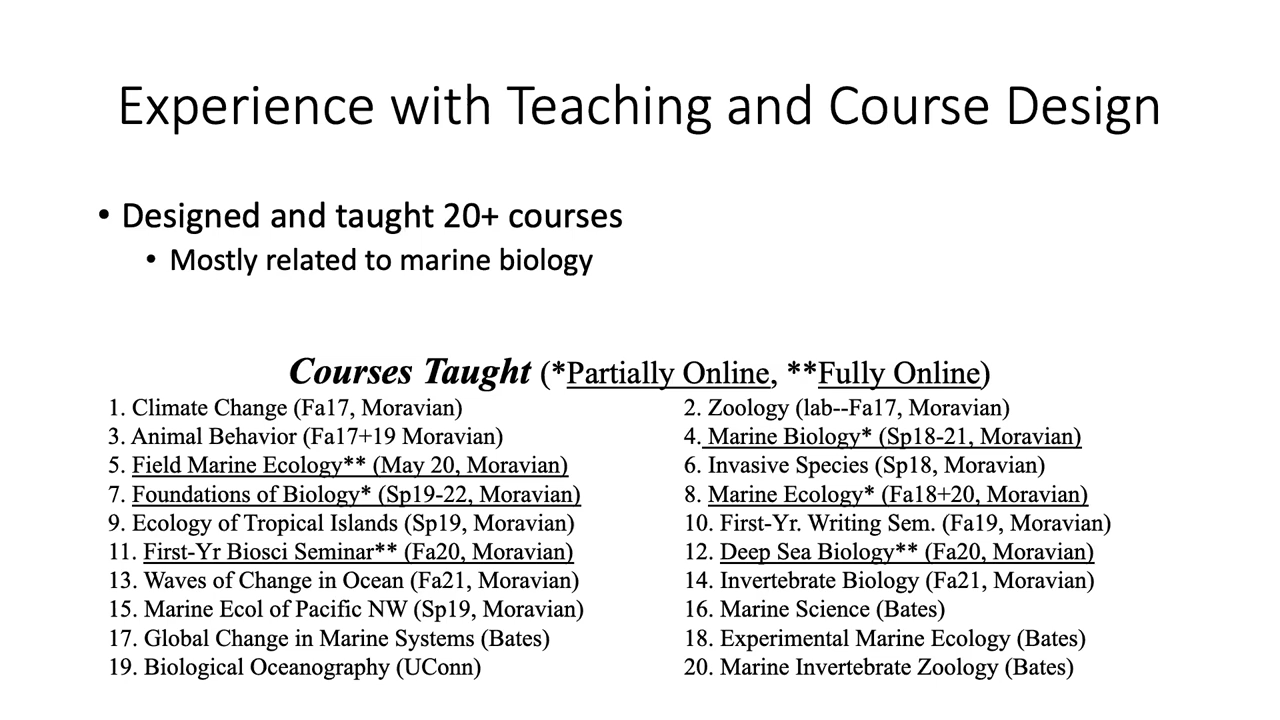 Experience with Teaching and Course Design
• Designed and taught 20+ courses
• Mostly related to marine biology
Courses Taught (*Partially Online, **Fully Online)
1. Climate Change (Fa17, Moravian)
2. Zoology (lab--Fa17, Moravian)
3. Animal Behavior (Fa17+19 Moravian)
4. Marine Biology* (Sp18-21, Moravian)
5. Field Marine Ecology** (May 20, Moravian)
6. Invasive Species (Sp18, Moravian)
7. Foundations of Biology* (Sp19-22, Moravian)
8. Marine Ecology* (Fa18+20, Moravian)
9. Ecology of Tropical Islands (Sp19, Moravian)
10. First-Yr. Writing Sem. (Fa19, Moravian)
11. First-Yr Biosci Seminar** (Fa20, Moravian)
12. Deep Sea Biology** (Fa20, Moravian)
13. Waves of Change in Ocean (Fa21, Moravian)
14. Invertebrate Biology (Fa21, Moravian)
15. Marine Ecol of Pacific NW (Sp19, Moravian)
16. Marine Science (Bates)
17. Global Change in Marine Systems (Bates)
18. Experimental Marine Ecology (Bates)
19. Biological Oceanography (UConn)
20. Marine Invertebrate Zoology (Bates)